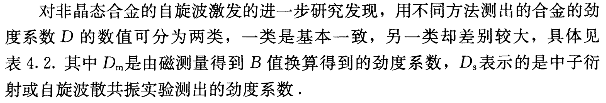 对非晶态合金的自旋波激发的进一步研究发现，用不同方法测出的合金的劲
度系数 D 的数值可分为两类，一类是基本一致，另一类却差别较大，具体见
表 4.2. 其中 Dm是由磁测量得到 B 值换算得到的劲度系数，Ds表示的是中子衍
射或自旋波散共振实验测出的劲度系数．